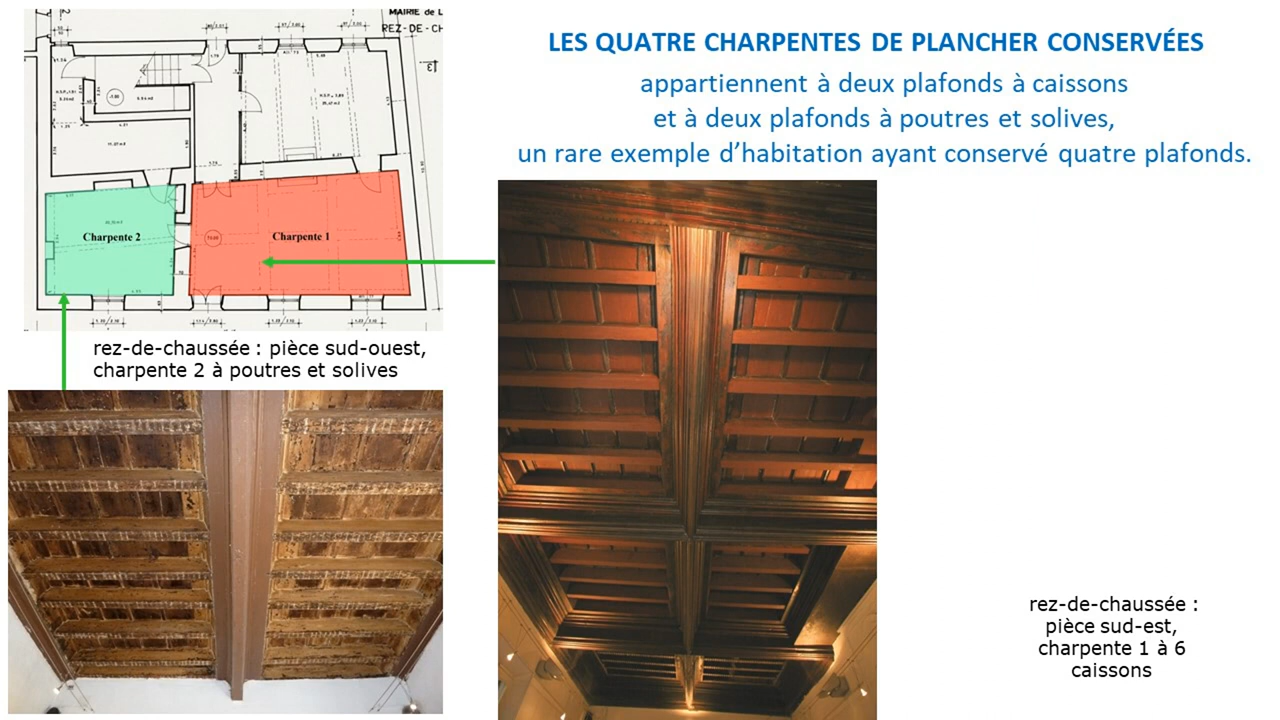 MAIRIE de L
REZ-DE-CH
LES QUATRE CHARPENTES DE PLANCHER CONSERVÉES
appartiennent à deux plafonds à caissons
et à deux plafonds à poutres et solives,
un rare exemple d’habitation ayant conservé quatre plafonds.
Charpente 2
Charpente 1
rez-de-chaussée : pièce sud-ouest,
charpente 2 à poutres et solives
rez-de-chaussée :
pièce sud-est,
charpente 1 à 6
caissons